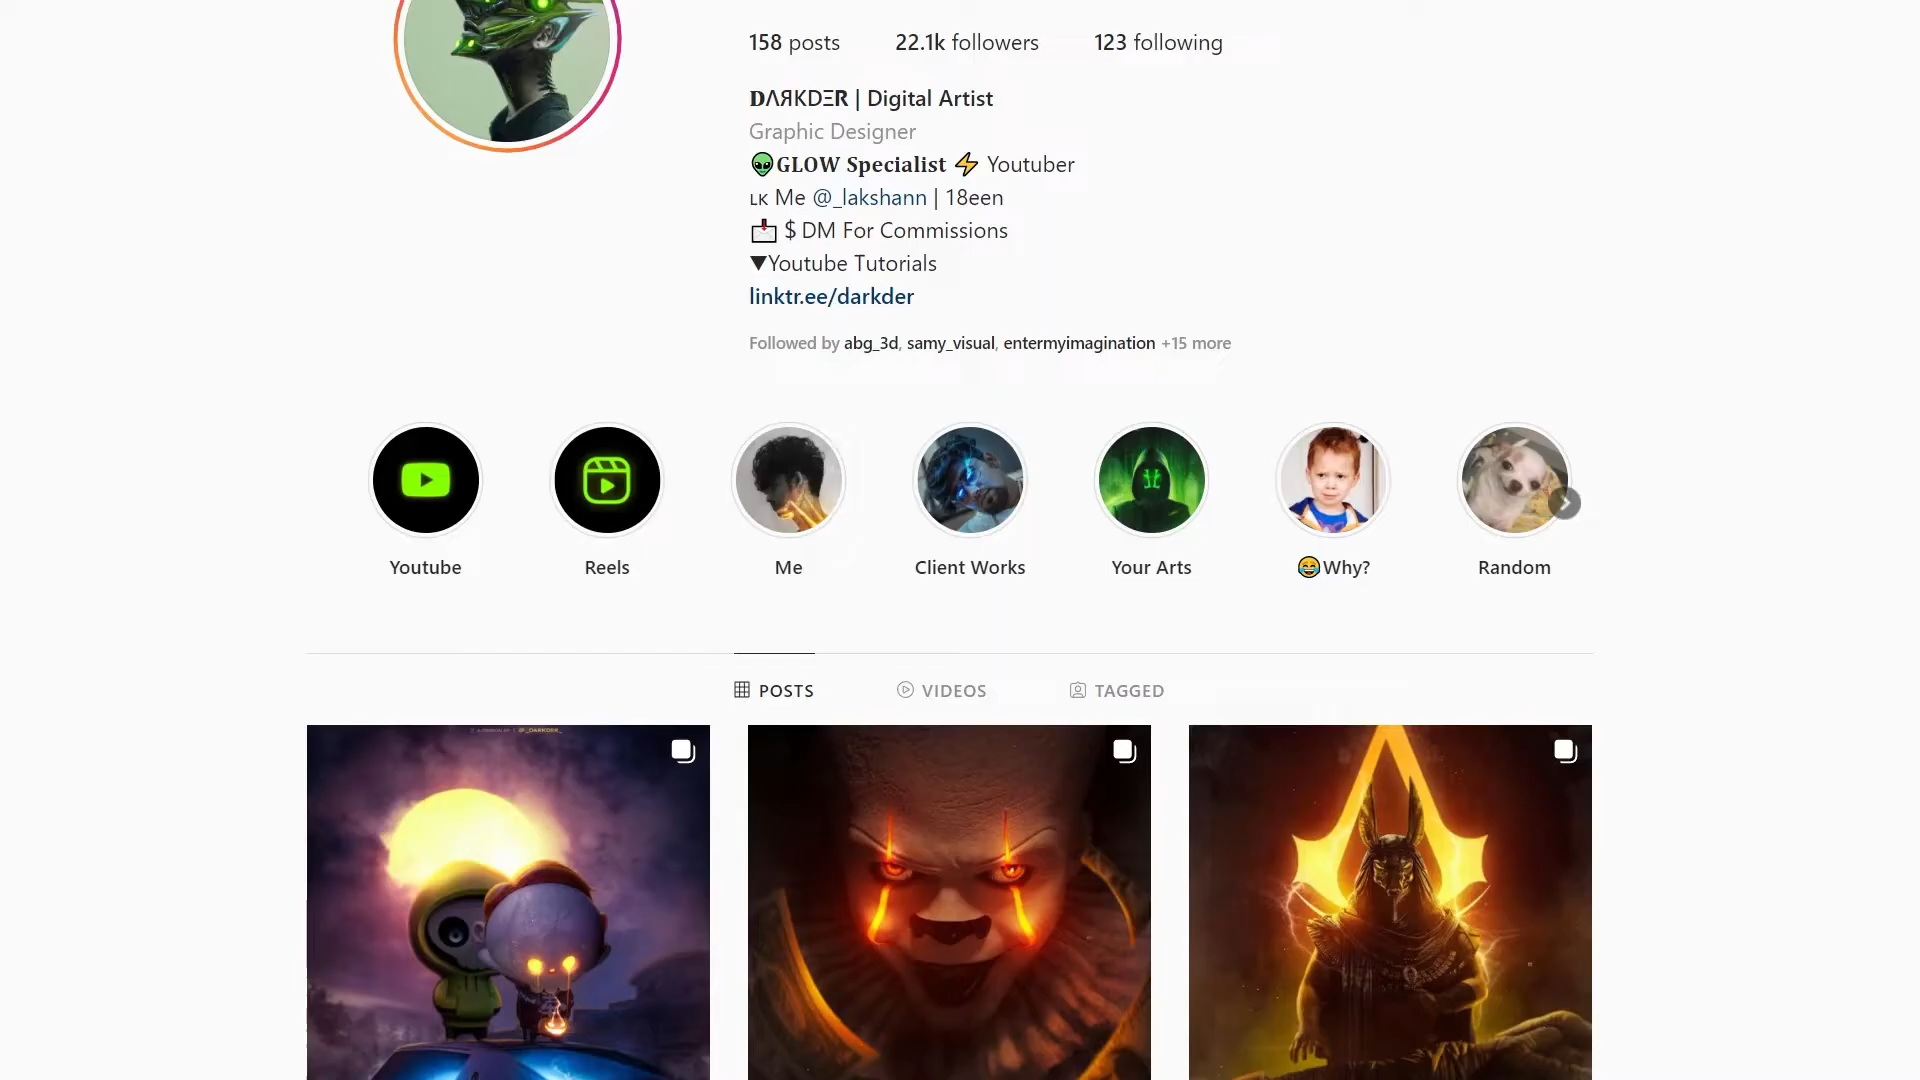 158 posts 22.1k followers 123 following
𝐃ΛЯKDΞ𝐑 | Digital Artist
Graphic Designer
👽𝐆𝐋𝐎𝐖 𝐒𝐩𝐞𝐜𝐢𝐚𝐥𝐢𝐬𝐭 ⚡ Youtuber
ʟᴋ Me @_lakshann | 18een
📩 $ DM For Commissions
▼Youtube Tutorials
linktr.ee/darkder
Followed by abg_3d, samy_visual, entermyimagination +15 more
Youtube Reels Me Client Works Your Arts 😂Why? Random
POSTS VIDEOS TAGGED
@_DARKDER_